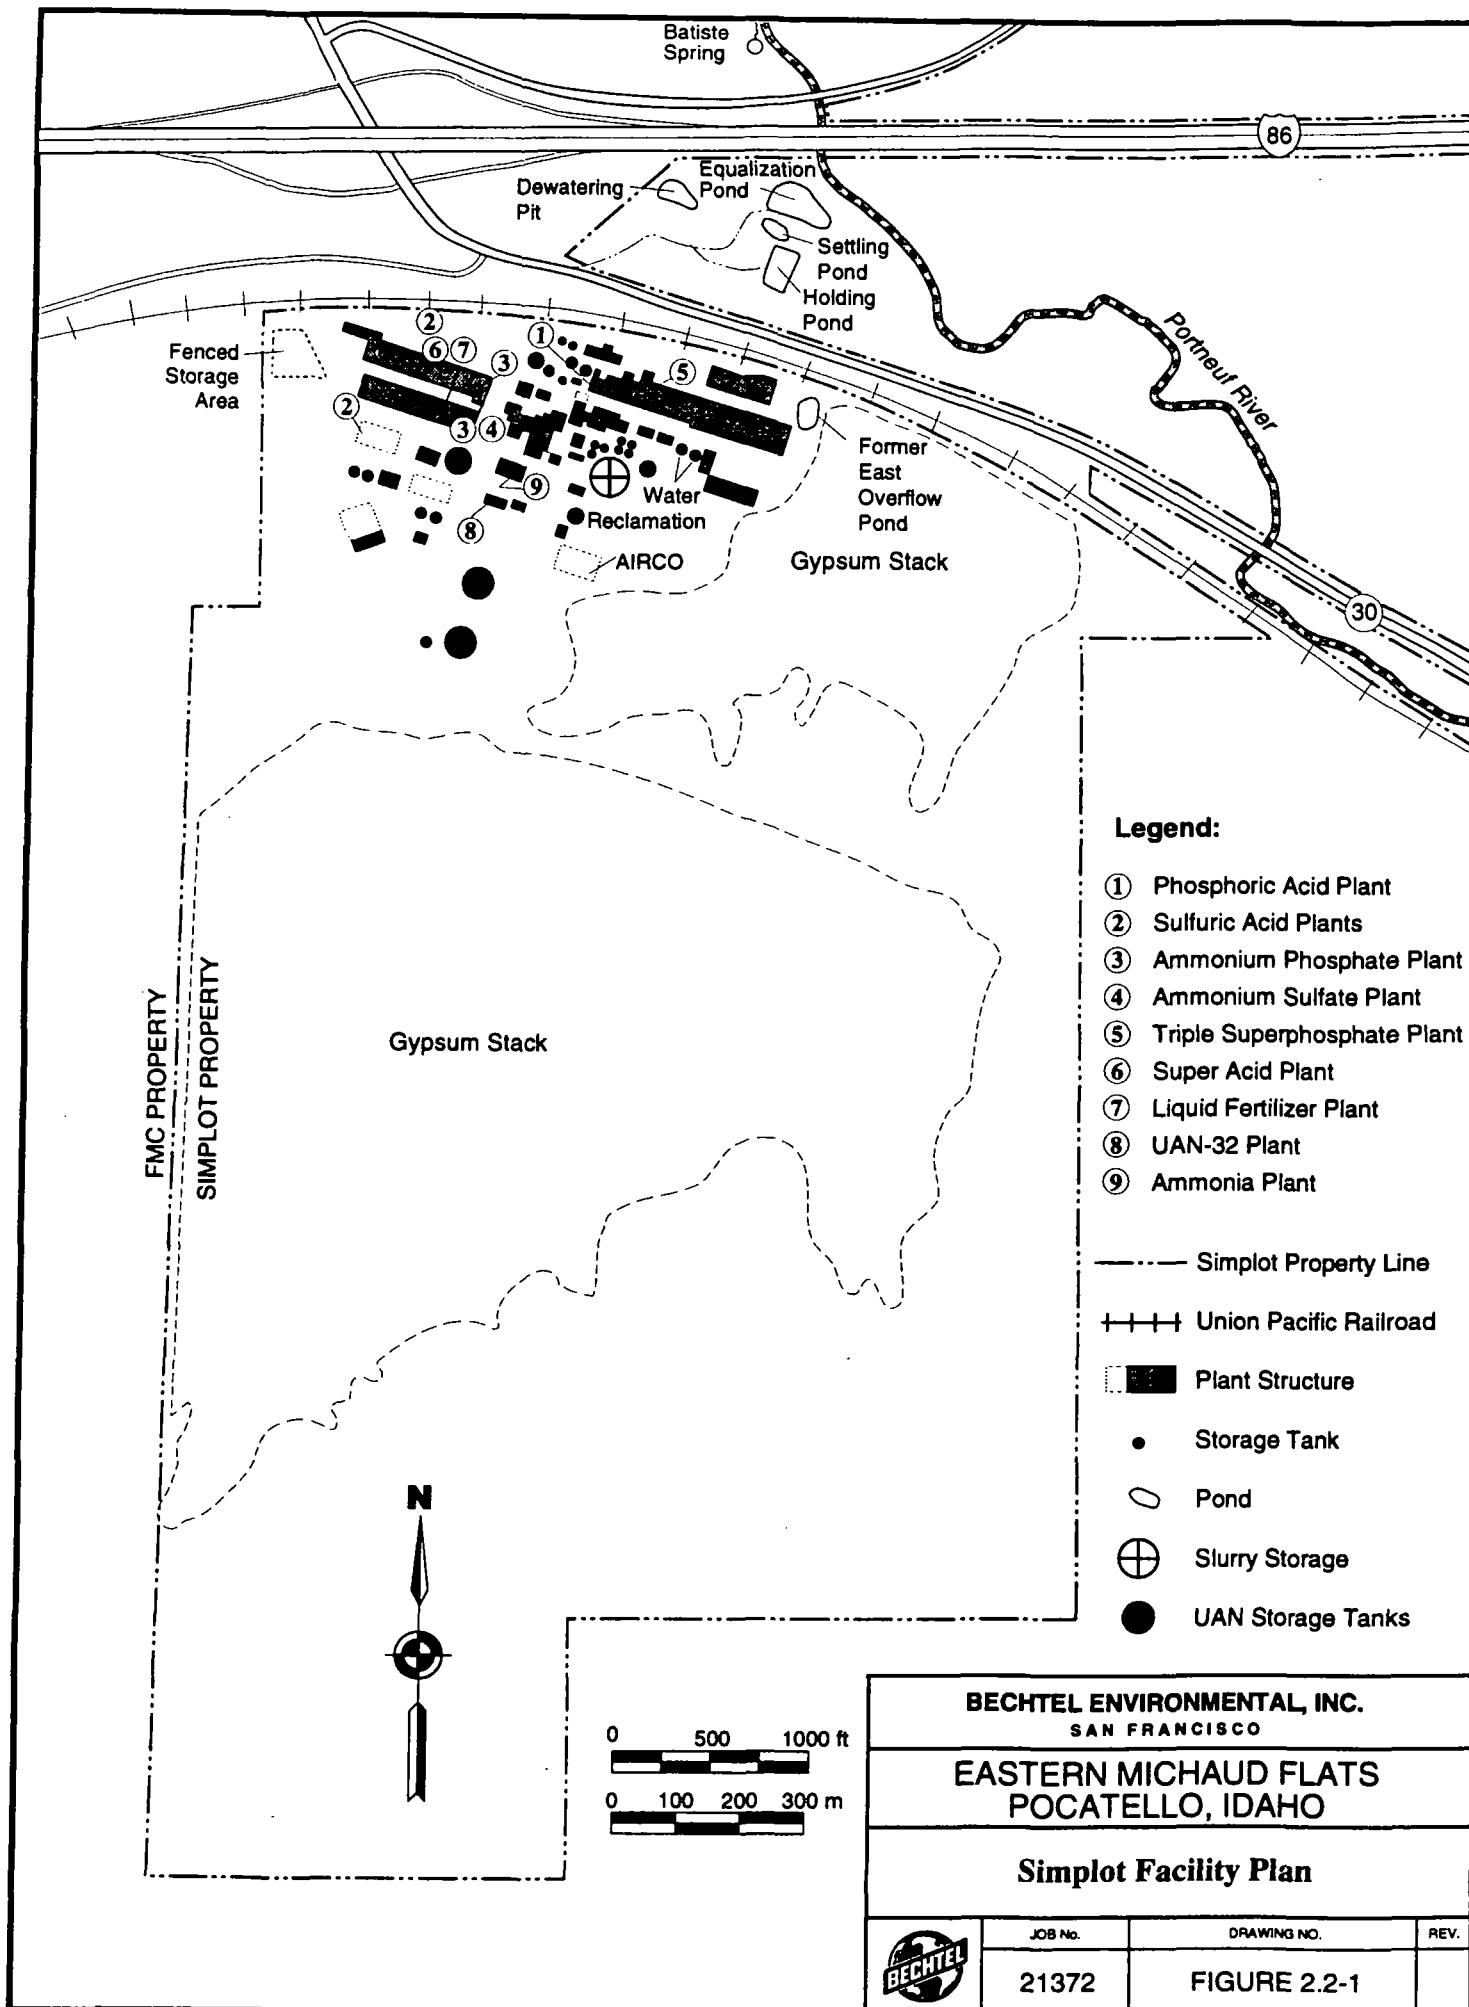 Batiste
Spring
86
Dewatering
Pit
Equalization
Pond
Settling
Pond
Holding
Pond
Portneuf River
Fenced
Storage
Area
2
6 7
3
1
5
2
3 4
9
8
Water
Reclamation
AIRCO
Former
East
Overflow
Pond
Gypsum Stack
30
Gypsum Stack
FMC PROPERTY
SIMPLOT PROPERTY
Legend:
1 Phosphoric Acid Plant
2 Sulfuric Acid Plants
3 Ammonium Phosphate Plant
4 Ammonium Sulfate Plant
5 Triple Superphosphate Plant
6 Super Acid Plant
7 Liquid Fertilizer Plant
8 UAN-32 Plant
9 Ammonia Plant
Simplot Property Line
Union Pacific Railroad
Plant Structure
Storage Tank
Pond
Slurry Storage
UAN Storage Tanks
N
0 500 1000 ft
0 100 200 300 m
BECHTEL ENVIRONMENTAL, INC.
SAN FRANCISCO
EASTERN MICHAUD FLATS
POCATELLO, IDAHO
Simplot Facility Plan
BECHTEL
JOB No. DRAWING NO. REV.
21372 FIGURE 2.2-1